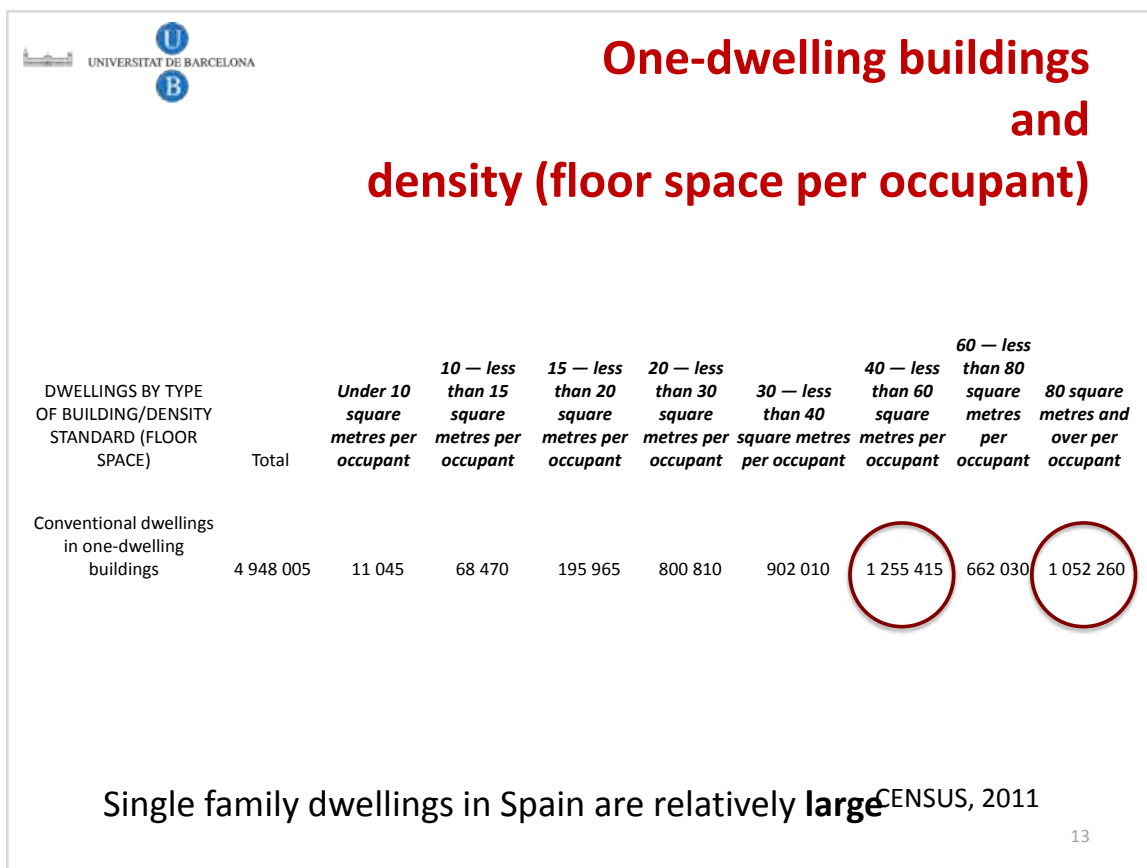 U
UNIVERSITAT DE BARCELONA
B
One-dwelling buildings
and
density (floor space per occupant)
DWELLINGS BY TYPE
OF BUILDING/DENSITY
STANDARD (FLOOR
SPACE)
Total
Under 10
square
metres per
occupant
10 — less
than 15
square
metres per
occupant
15 — less
than 20
square
metres per
occupant
20 — less
than 30
square
metres per
occupant
30 — less
than 40
square metres
per occupant
40 — less
than 60
square
metres per
occupant
60 — less
than 80
square
metres
per
occupant
80 square
metres and
over per
occupant
Conventional dwellings
in one-dwelling
buildings
4 948 005 11 045 68 470 195 965 800 810 902 010 1 255 415 662 030 1 052 260
Single family dwellings in Spain are relatively large
CENSUS, 2011
13